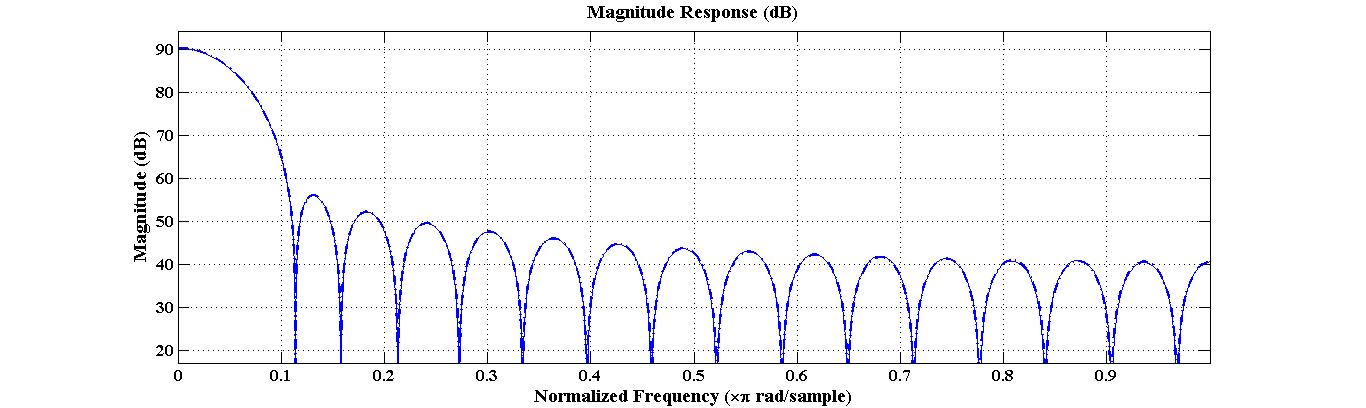 Magnitude Response (dB)
Magnitude (dB)
90
80
70
60
50
40
30
20
0 0.1 0.2 0.3 0.4 0.5 0.6 0.7 0.8 0.9
Normalized Frequency (×π rad/sample)